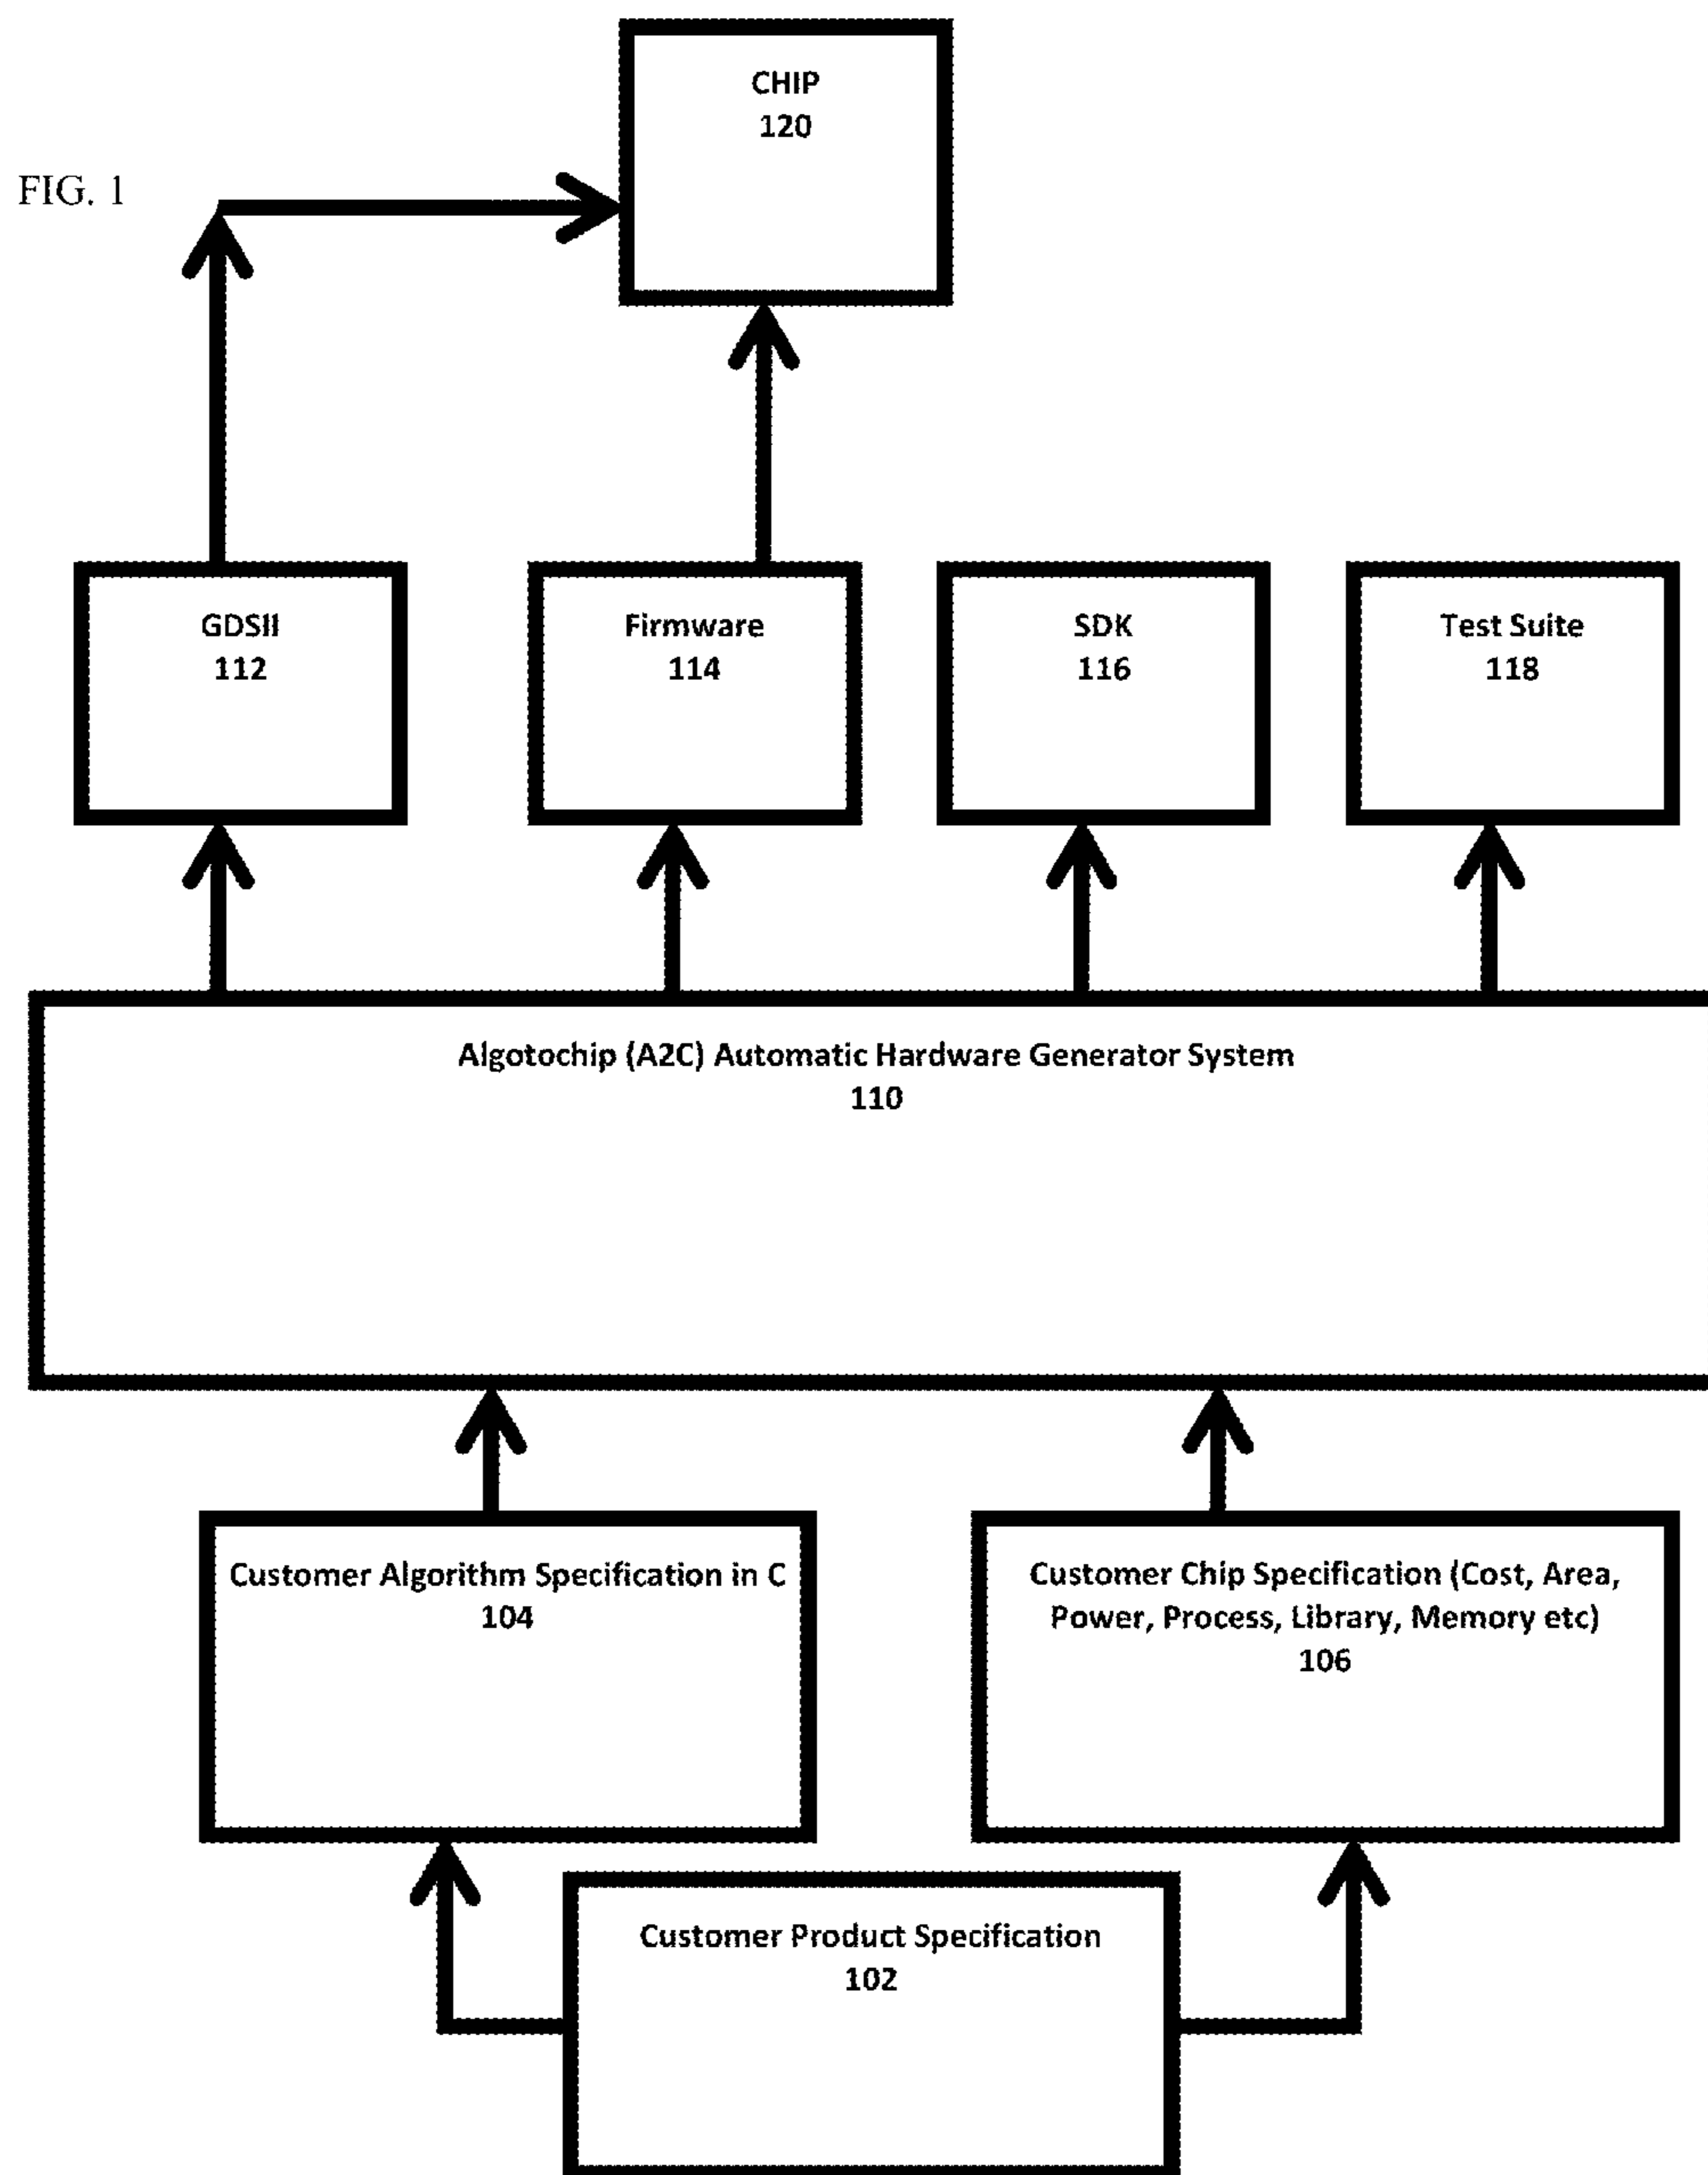 CHIP
120
FIG. 1
GDSII
112
Firmware
114
SDK
116
Test Suite
118
Algotochip (A2C) Automatic Hardware Generator System
110
Customer Algorithm Specification in C
104
Customer Chip Specification (Cost, Area,
Power, Process, Library, Memory etc)
106
Customer Product Specification
102